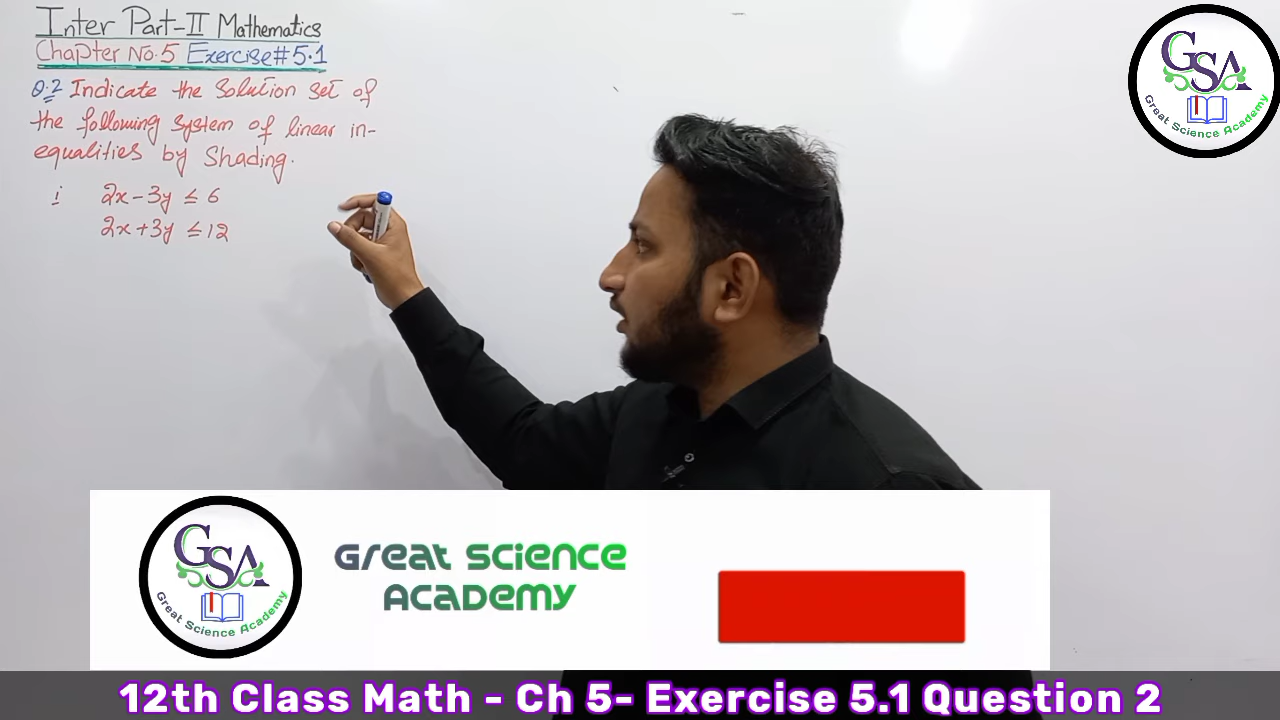 Inter Part-II Mathematics
Chapter No.5 Exercise#5.1
Q.2 Indicate the Solution set of
the following system of linear in-
equalities by Shading.
i 2x - 3y ≤ 6
2x + 3y ≤ 12
GSA
Great Science Academy
GSA
Great Science Academy
Great Science
Academy
12th Class Math - Ch 5- Exercise 5.1 Question 2